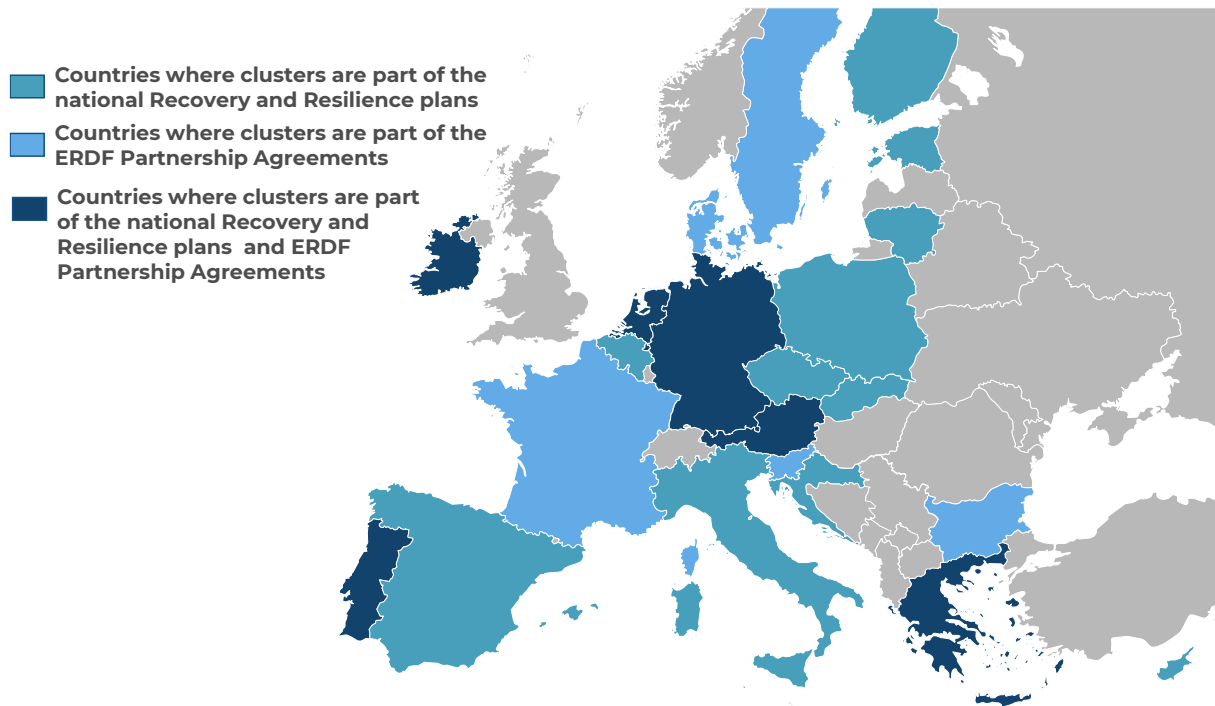 Countries where clusters are part of the
national Recovery and Resilience plans
Countries where clusters are part of the
ERDF Partnership Agreements
Countries where clusters are part
of the national Recovery and
Resilience plans and ERDF
Partnership Agreements